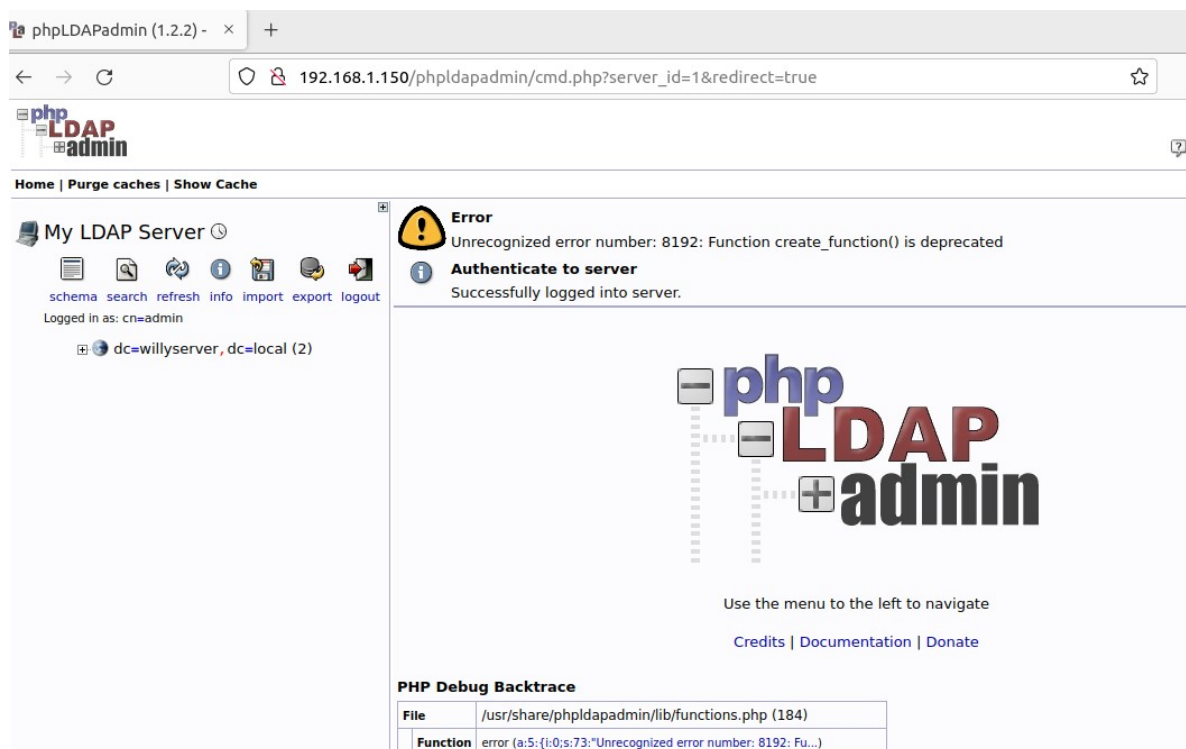 phpLDAPadmin (1.2.2) -
192.168.1.150/phpldapadmin/cmd.php?server_id=1&redirect=true
php
LDAP
admin
Home | Purge caches | Show Cache
My LDAP Server
schema search refresh info import export logout
Logged in as: cn=admin
dc=willyserver, dc=local (2)
Error
Unrecognized error number: 8192: Function create_function() is deprecated
Authenticate to server
Successfully logged into server.
php
LDAP
admin
Use the menu to the left to navigate
Credits | Documentation | Donate
PHP Debug Backtrace
File /usr/share/phpldapadmin/lib/functions.php (184)
Function error (a:5:{i:0;s:73:"Unrecognized error number: 8192: Fu...)